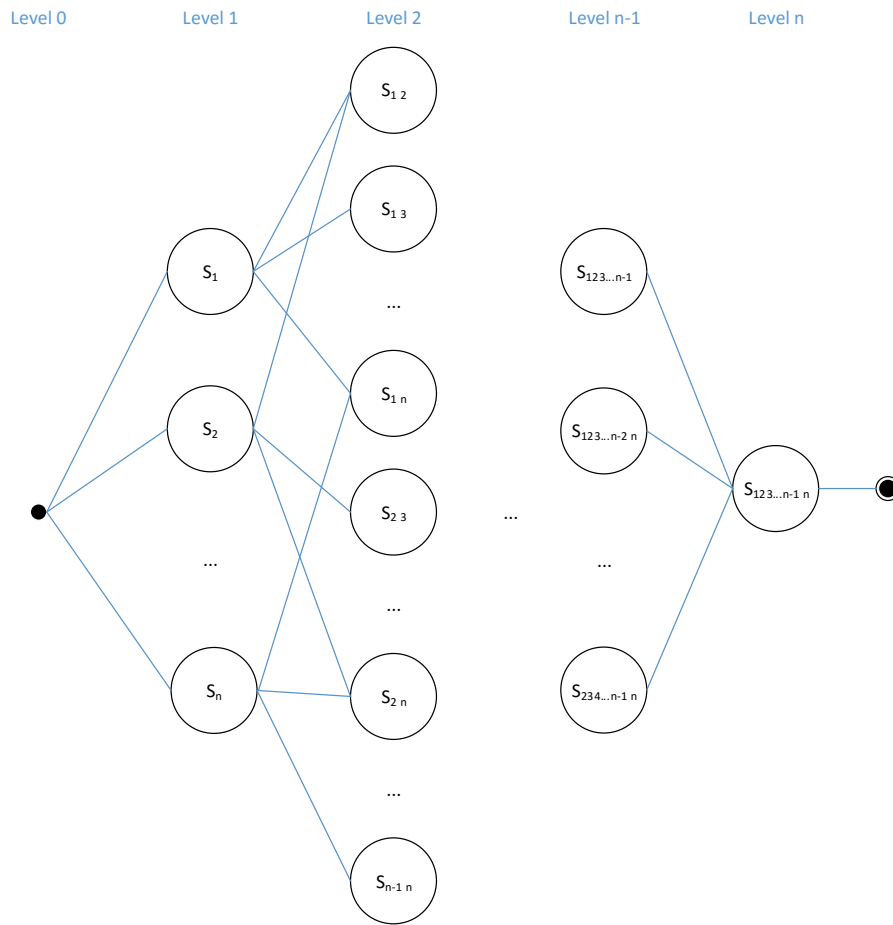 Level 0 Level 1 Level 2 Level n-1 Level n
S1 2
S1 3
S1
S123...n-1
...
S1 n
S2
S123...n-2 n
S123...n-1 n
S2 3
...
...
...
...
S2 n
Sn
S234...n-1 n
...
Sn-1 n